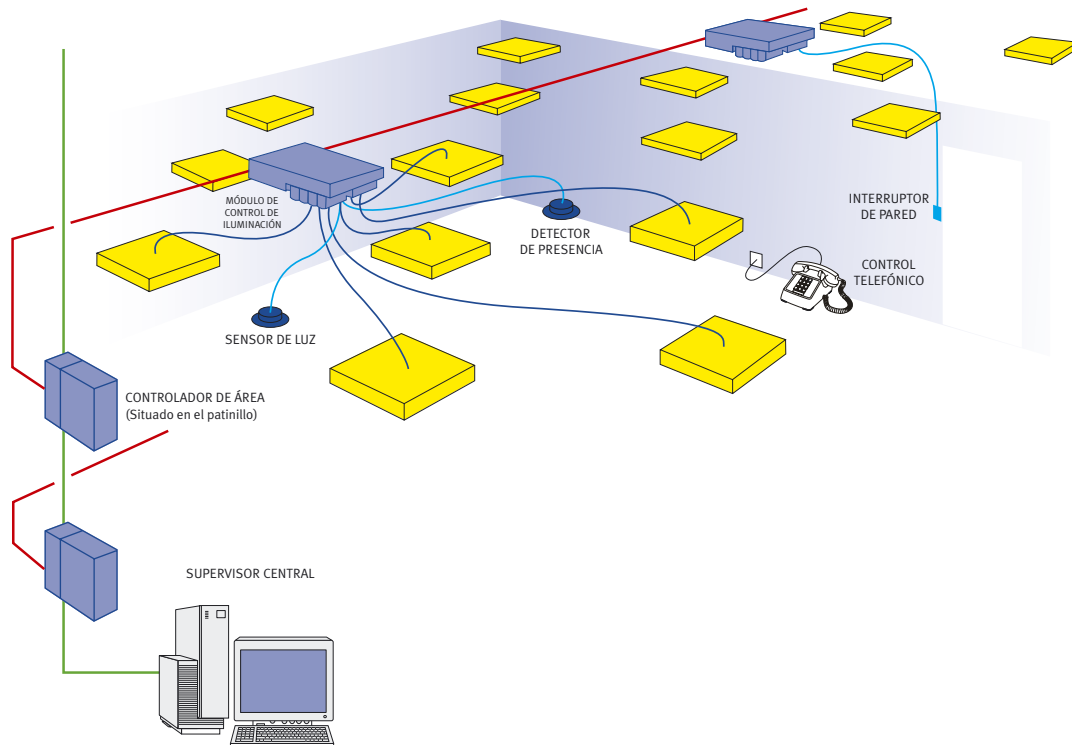 MÓDULO DE
CONTROL DE
ILUMINACIÓN
INTERRUPTOR
DE PARED
DETECTOR
DE PRESENCIA
CONTROL
TELEFÓNICO
SENSOR DE LUZ
CONTROLADOR DE ÁREA
(Situado en el patinillo)
SUPERVISOR CENTRAL